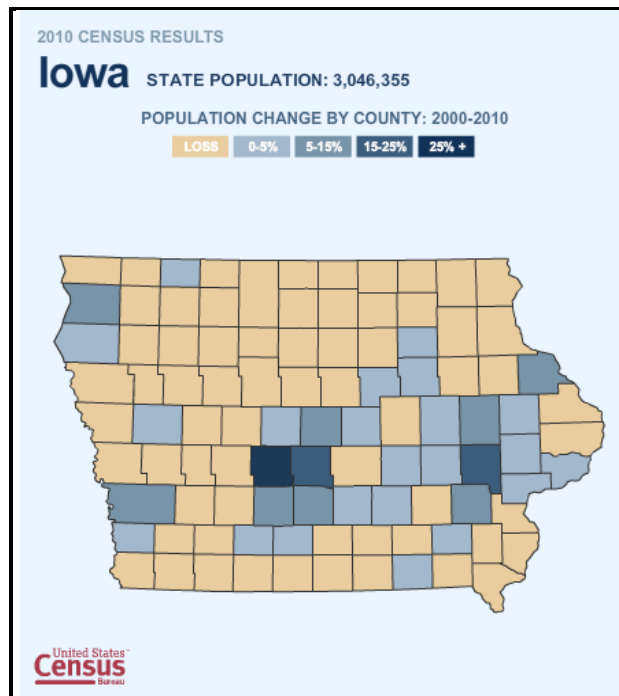 2010 CENSUS RESULTS
Iowa STATE POPULATION: 3,046,355
POPULATION CHANGE BY COUNTY: 2000-2010
LOSS 0-5% 5-15% 15-25% 25% +
United States™
Census
Bureau